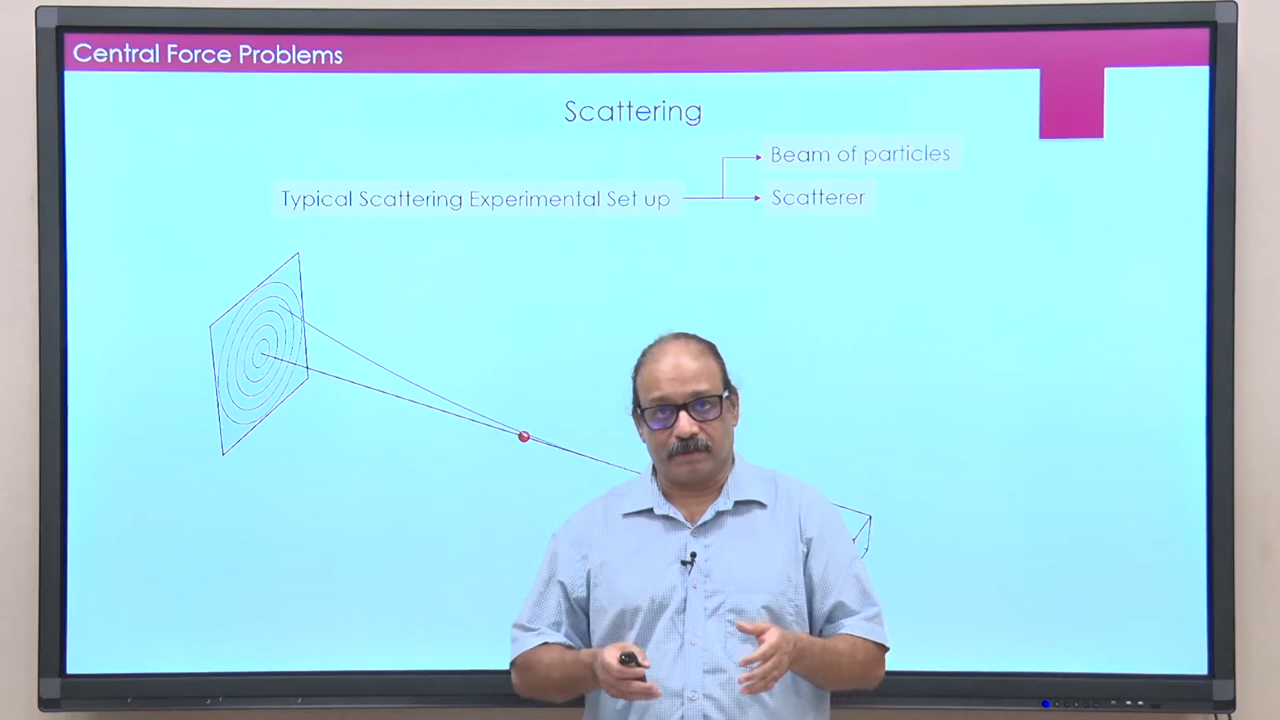 Central Force Problems
Scattering
Beam of particles
Typical Scattering Experimental Set up
Scatterer